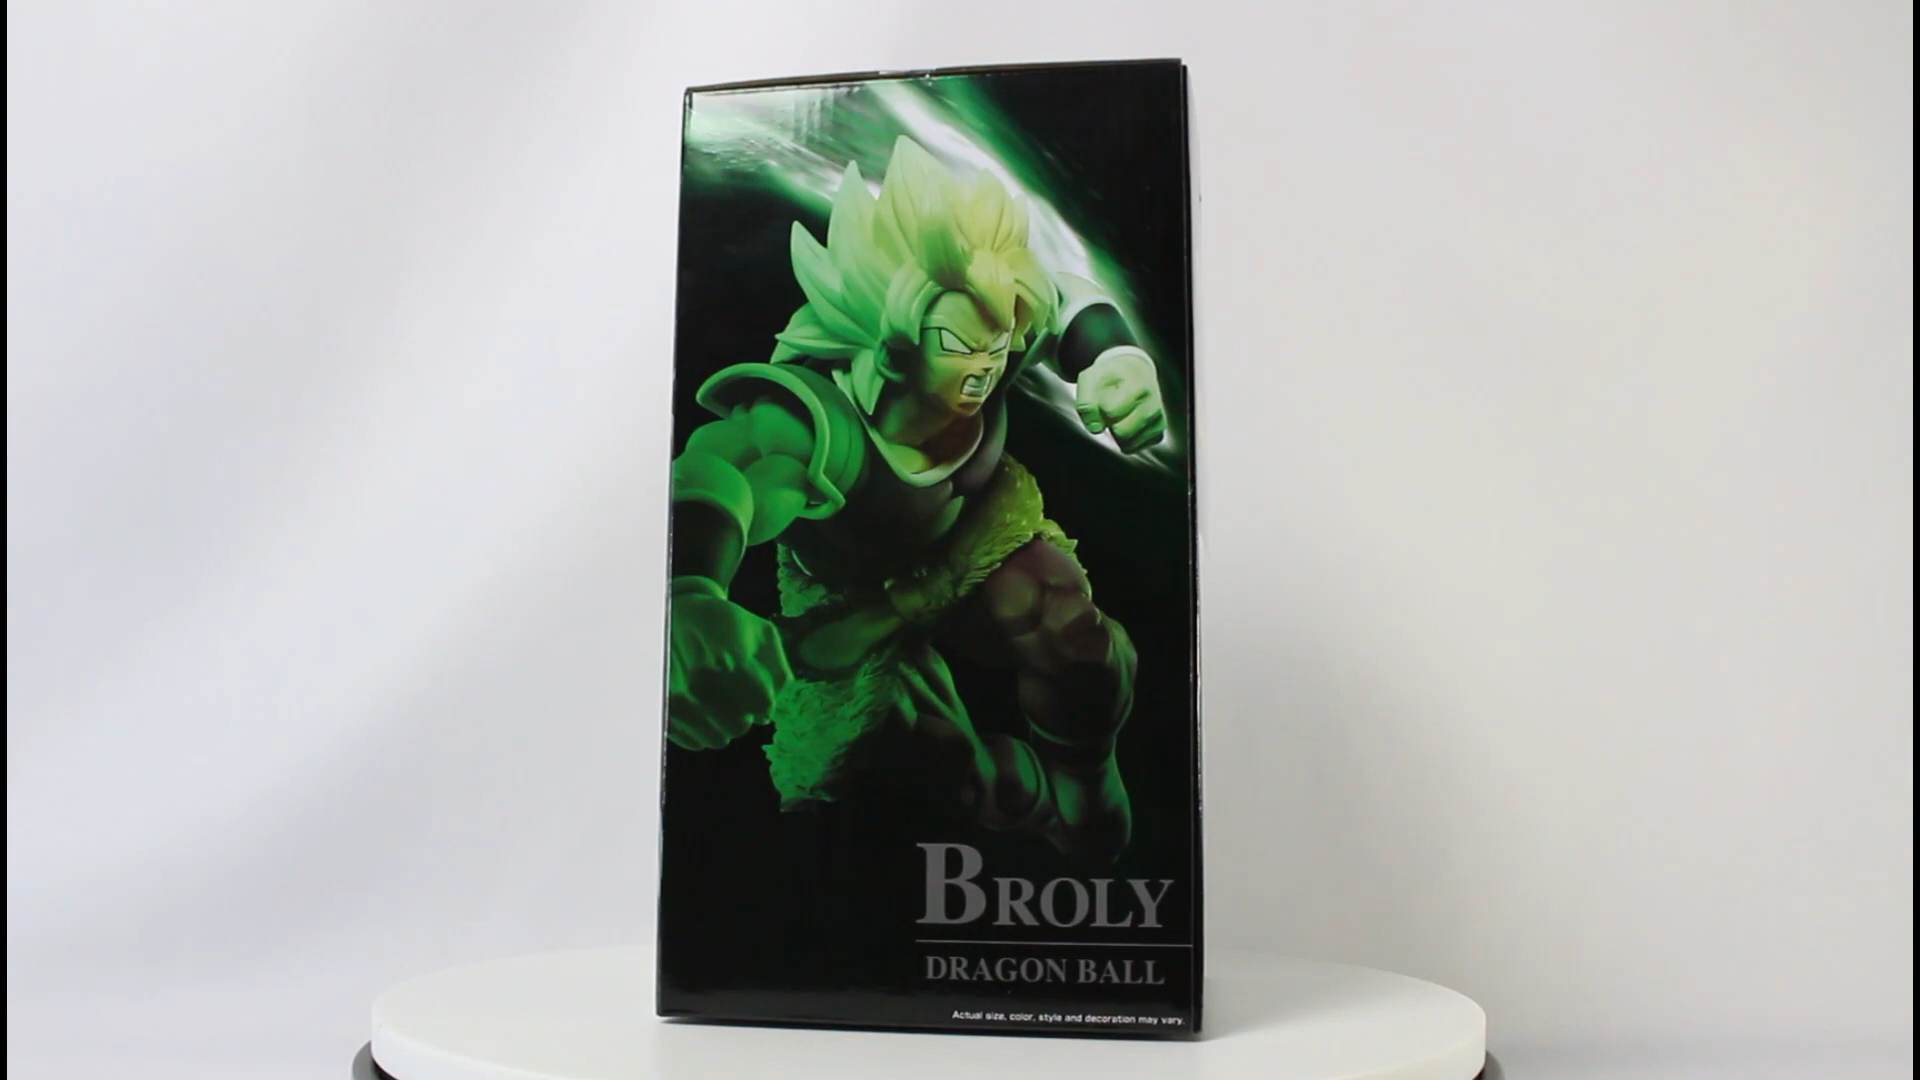 BROLY
DRAGON BALL
Actual size, color, style and decoration may vary.